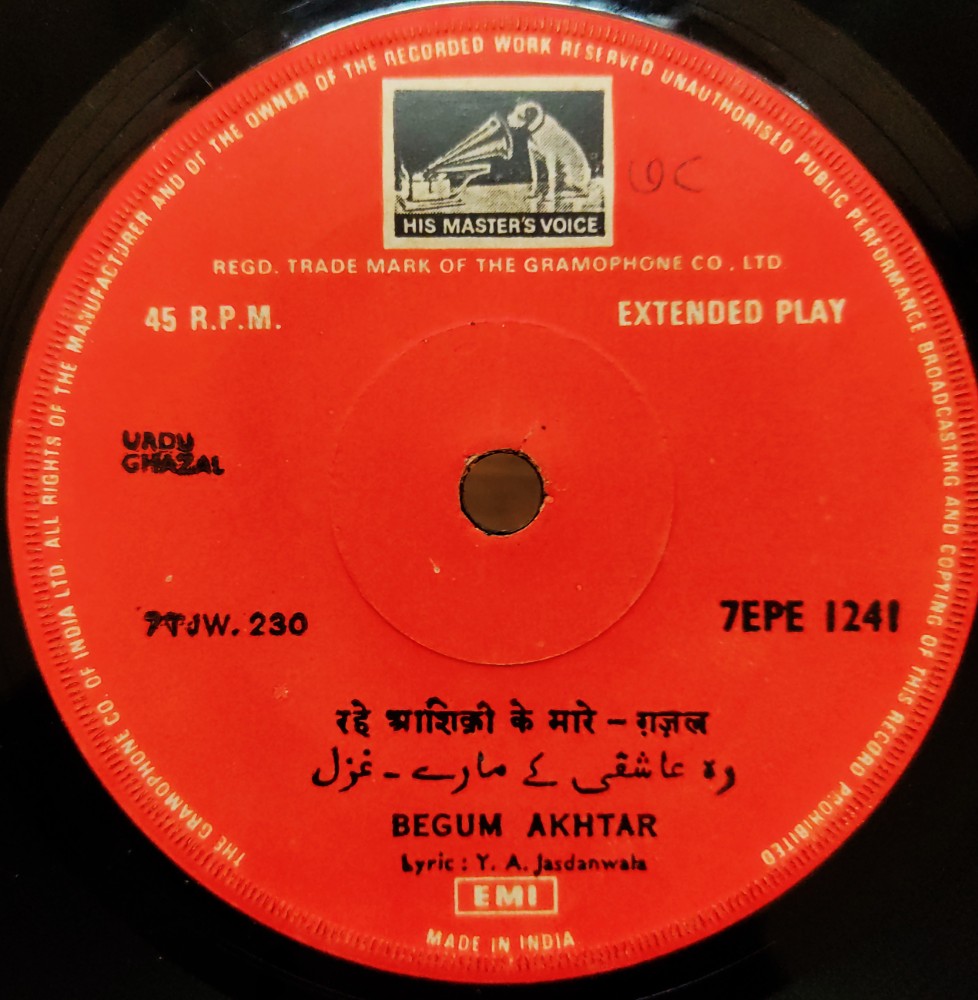 THE GRAMOPHONE CO. OF INDIA LTD. ALL RIGHTS OF THE MANUFACTURER AND OF THE OWNER OF THE RECORDED WORK RESERVED UNAUTHORISED PUBLIC PERFORMANCE BROADCASTING AND COPYING OF THIS RECORD PROHIBITED
HIS MASTER'S VOICE
REGD. TRADE MARK OF THE GRAMOPHONE CO. LTD
45 R.P.M.
EXTENDED PLAY
URDU
GHAZAL
7TJW. 230
7EPE 1241
रहे आशिक़ी के मारे – ग़ज़ल
رہ عاشقی کے مارے - غزل
BEGUM AKHTAR
Lyric : Y. A. Jasdanwala
EMI
MADE IN INDIA